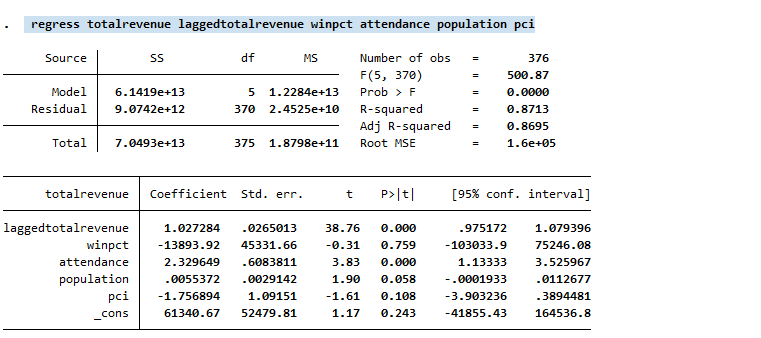 . regress totalrevenue laggedtotalrevenue winpct attendance population pci
Source SS df MS Number of obs = 376
F(5, 370) = 500.87
Model 6.1419e+13 5 1.2284e+13 Prob > F = 0.0000
Residual 9.0742e+12 370 2.4525e+10 R-squared = 0.8713
Adj R-squared = 0.8695
Total 7.0493e+13 375 1.8798e+11 Root MSE = 1.6e+05
totalrevenue Coefficient Std. err. t P>|t| [95% conf. interval]
laggedtotalrevenue 1.027284 .0265013 38.76 0.000 .975172 1.079396
winpct -13893.92 45331.66 -0.31 0.759 -103033.9 75246.08
attendance 2.329649 .6083811 3.83 0.000 1.13333 3.525967
population .0055372 .0029142 1.90 0.058 -.0001933 .0112677
pci -1.756894 1.09151 -1.61 0.108 -3.903236 .3894481
_cons 61340.67 52479.81 1.17 0.243 -41855.43 164536.8